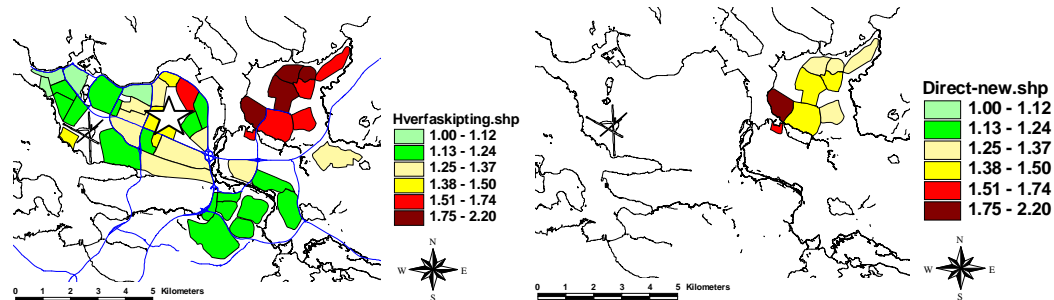 Hverfaskipting.shp
1.00 - 1.12
1.13 - 1.24
1.25 - 1.37
1.38 - 1.50
1.51 - 1.74
1.75 - 2.20
N
W E
S
0 1 2 3 4 5 Kilometers
Direct-new.shp
1.00 - 1.12
1.13 - 1.24
1.25 - 1.37
1.38 - 1.50
1.51 - 1.74
1.75 - 2.20
N
W E
S
0 1 2 3 4 5 Kilometers